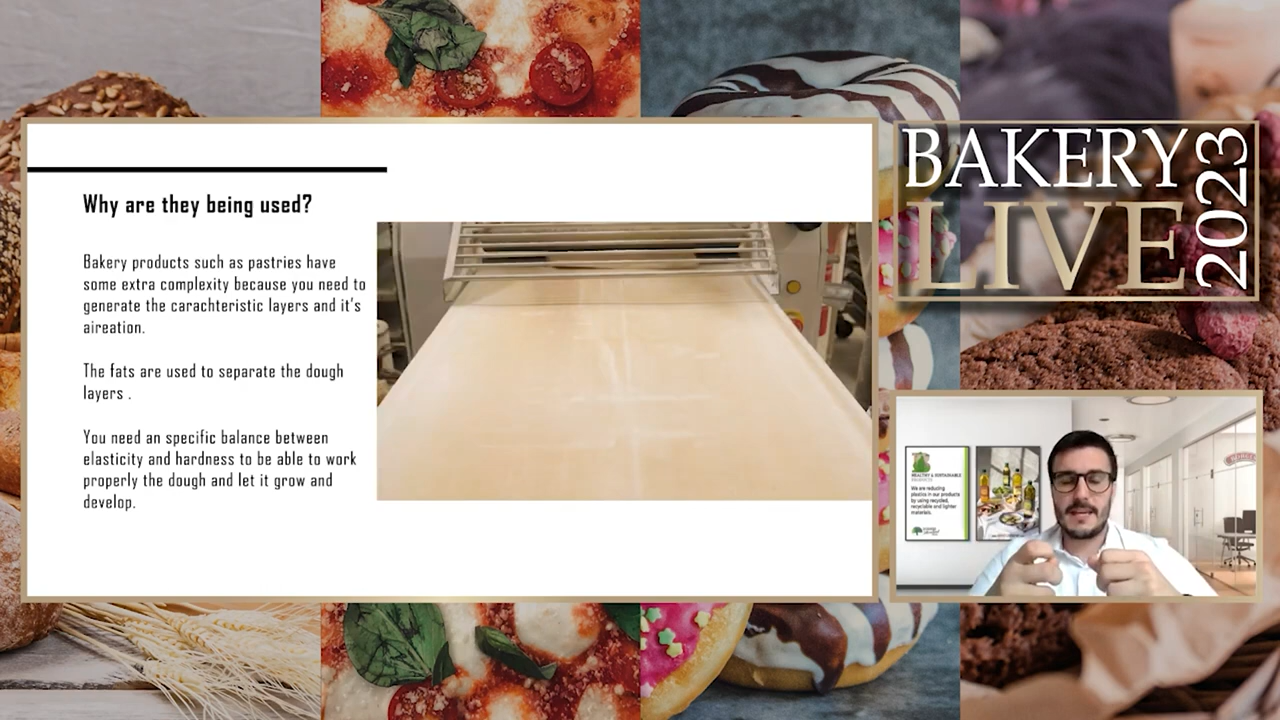 Why are they being used?
Bakery products such as pastries have
some extra complexity because you need to
generate the carachteristic layers and it's
aireation.
The fats are used to separate the dough
layers .
You need an specific balance between
elasticity and hardness to be able to work
properly the dough and let it grow and
develop.
BAKERY
LIVE
2023
HEALTHY & SUSTAINABLE
We are reducing
plastics in our products
by using recycled,
recyclable and lighter
materials.